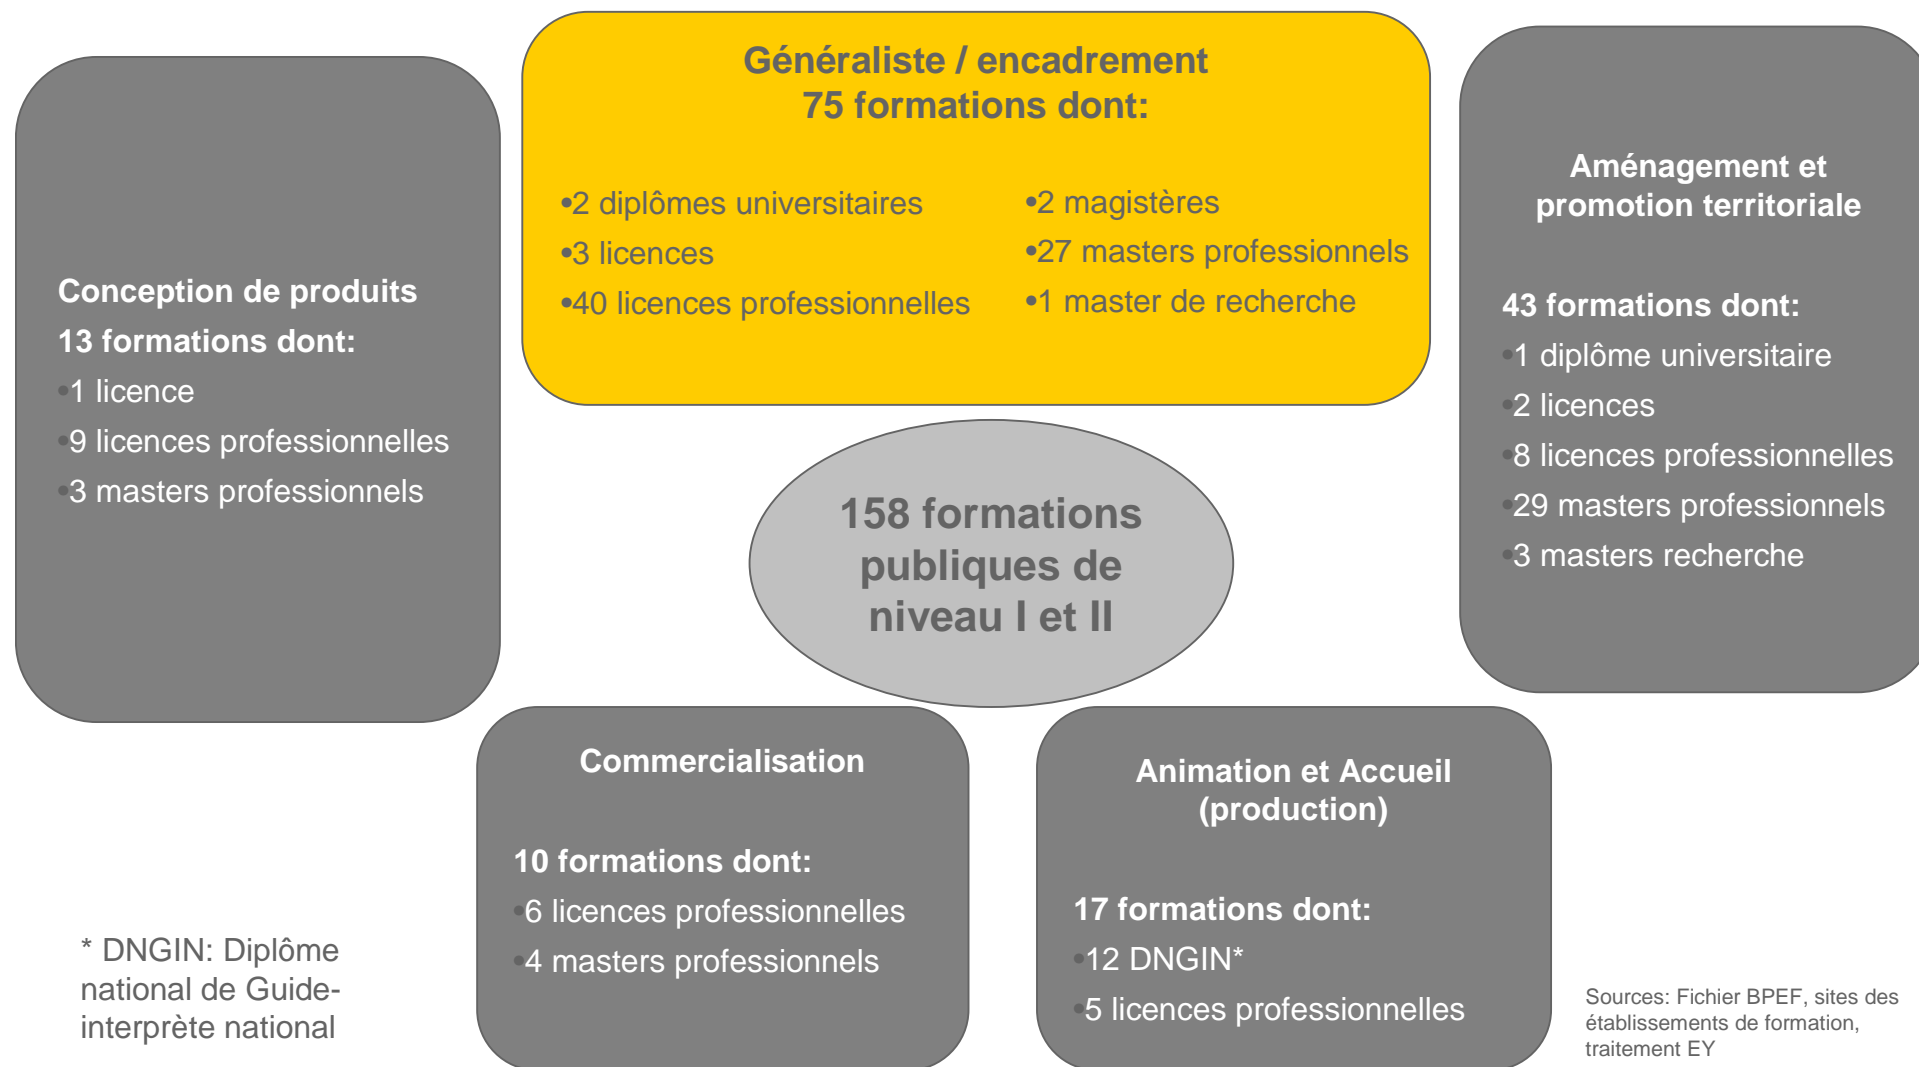 Généraliste / encadrement
75 formations dont:
•2 diplômes universitaires
•3 licences
•40 licences professionnelles
•2 magistères
•27 masters professionnels
•1 master de recherche
Conception de produits
13 formations dont:
•1 licence
•9 licences professionnelles
•3 masters professionnels
Aménagement et
promotion territoriale
43 formations dont:
•1 diplôme universitaire
•2 licences
•8 licences professionnelles
•29 masters professionnels
•3 masters recherche
158 formations
publiques de
niveau I et II
Commercialisation
10 formations dont:
•6 licences professionnelles
•4 masters professionnels
Animation et Accueil
(production)
17 formations dont:
•12 DNGIN*
•5 licences professionnelles
* DNGIN: Diplôme
national de Guide-
interprète national
Sources: Fichier BPEF, sites des
établissements de formation,
traitement EY